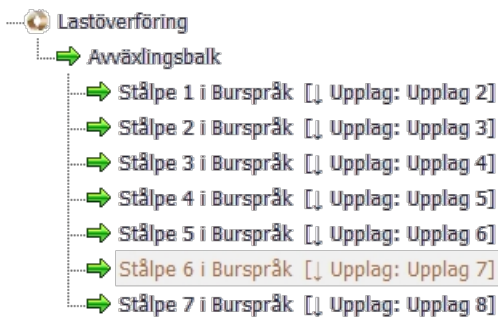 Lastöverföring
Avväxlingsbalk
Stålpe 1 i Burspråk [↓ Upplag: Upplag 2]
Stålpe 2 i Burspråk [↓ Upplag: Upplag 3]
Stålpe 3 i Burspråk [↓ Upplag: Upplag 4]
Stålpe 4 i Burspråk [↓ Upplag: Upplag 5]
Stålpe 5 i Burspråk [↓ Upplag: Upplag 6]
Stålpe 6 i Burspråk [↓ Upplag: Upplag 7]
Stålpe 7 i Burspråk [↓ Upplag: Upplag 8]